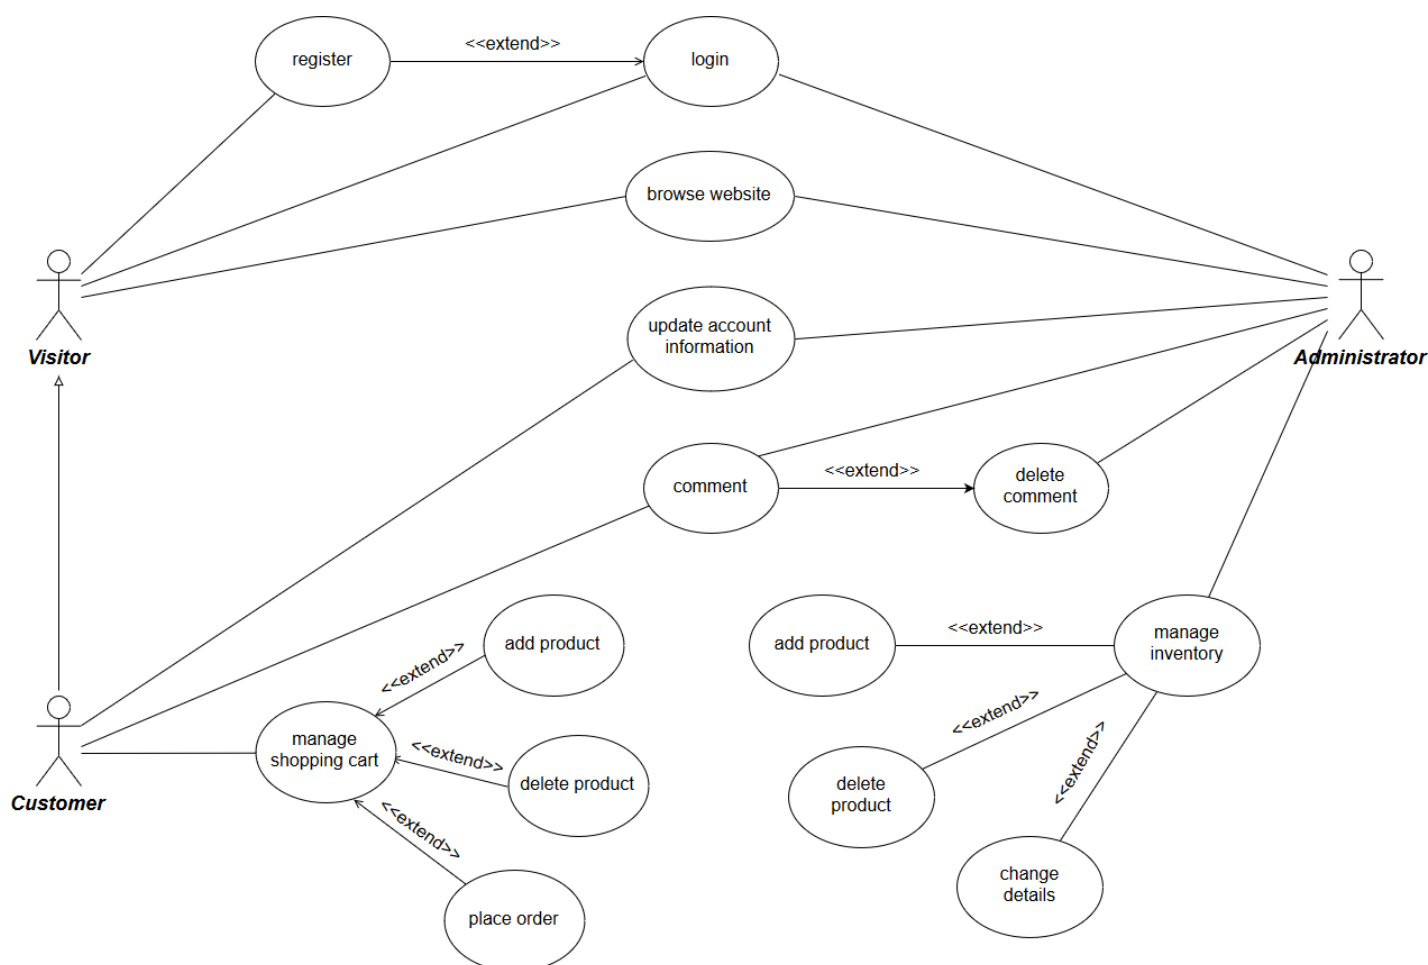 <<extend>>
register
login
browse website
update account
information
Visitor
Administrator
comment
<<extend>>
delete
comment
add product
<<extend>>
manage
shopping cart
<<extend>>
delete product
<<extend>>
place order
Customer
add product
<<extend>>
manage
inventory
<<extend>>
delete
product
<<extend>>
change
details